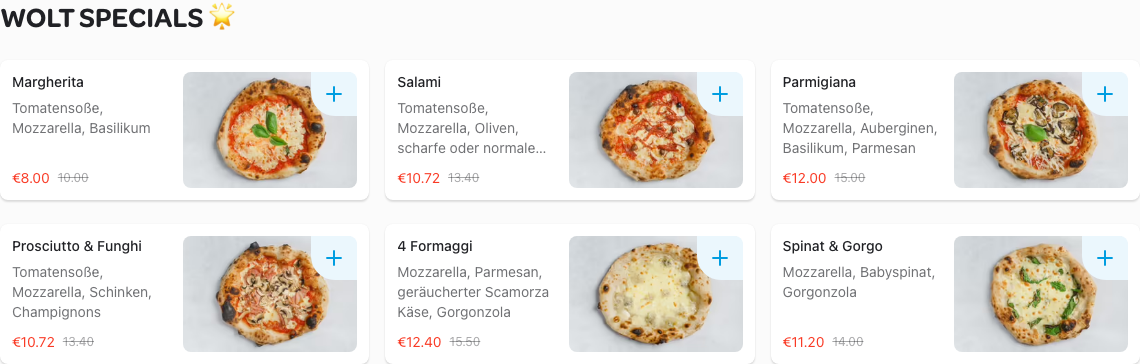 WOLT SPECIALS 🌟
Margherita
Tomatensoße,
Mozzarella, Basilikum
€8.00 10.00
Salami
Tomatensoße,
Mozzarella, Oliven,
scharfe oder normale...
€10.72 13.40
Parmigiana
Tomatensoße,
Mozzarella, Auberginen,
Basilikum, Parmesan
€12.00 15.00
Prosciutto & Funghi
Tomatensoße,
Mozzarella, Schinken,
Champignons
€10.72 13.40
4 Formaggi
Mozzarella, Parmesan,
geräucherter Scamorza
Käse, Gorgonzola
€12.40 15.50
Spinat & Gorgo
Mozzarella, Babyspinat,
Gorgonzola
€11.20 14.00